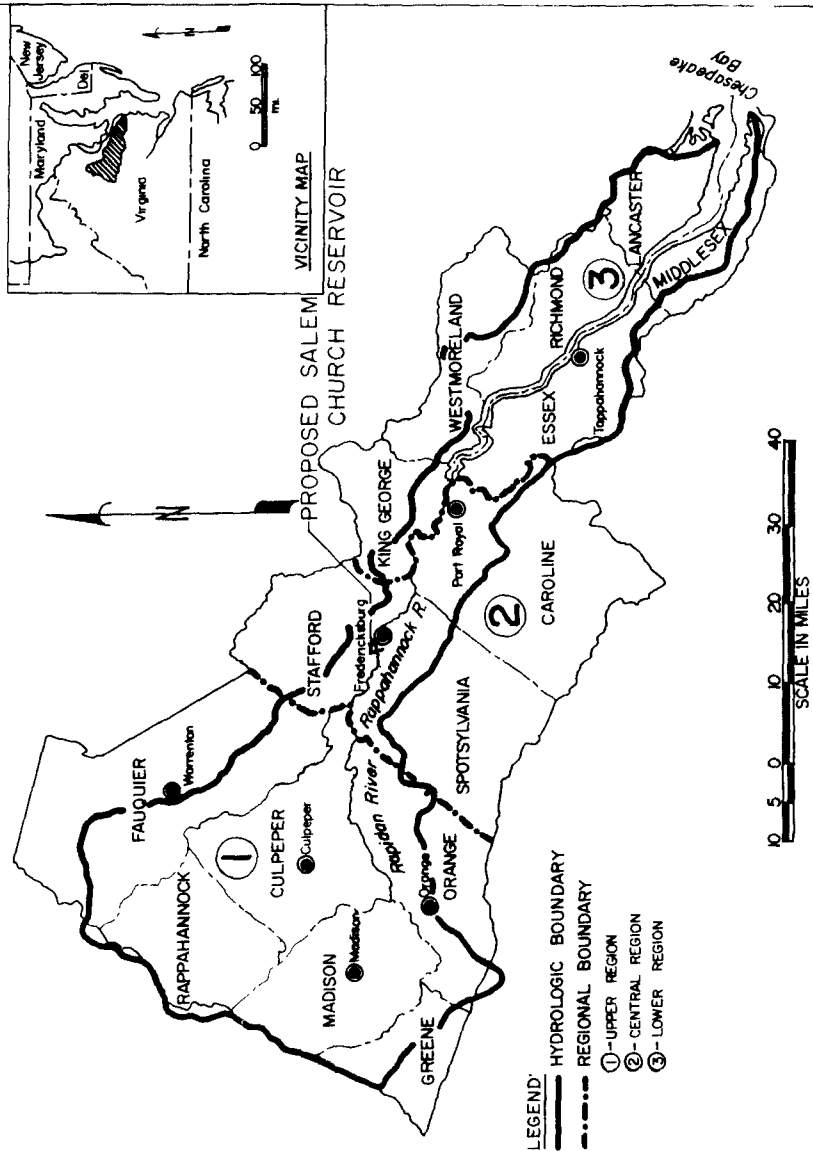 New
Jersey
Maryland
Del
Virginia
North Carolina
N
0 50 100
mi.
VICINITY MAP
PROPOSED SALEM
CHURCH RESERVOIR
N
FAUQUIER
Warrenton
RAPPAHANNOCK
1
CULPEPER
Culpeper
MADISON
Madison
GREENE
Orange
ORANGE
Rapidan River
STAFFORD
Fredericksburg
Rappahannock R.
SPOTSYLVANIA
KING GEORGE
Port Royal
2
CAROLINE
WESTMORELAND
RICHMOND
3
ESSEX
Tappahannock
LANCASTER
MIDDLESEX
Chesapeake
Bay
LEGEND
HYDROLOGIC BOUNDARY
REGIONAL BOUNDARY
1 - UPPER REGION
2 - CENTRAL REGION
3 - LOWER REGION
10 5 0 10 20 30 40
SCALE IN MILES